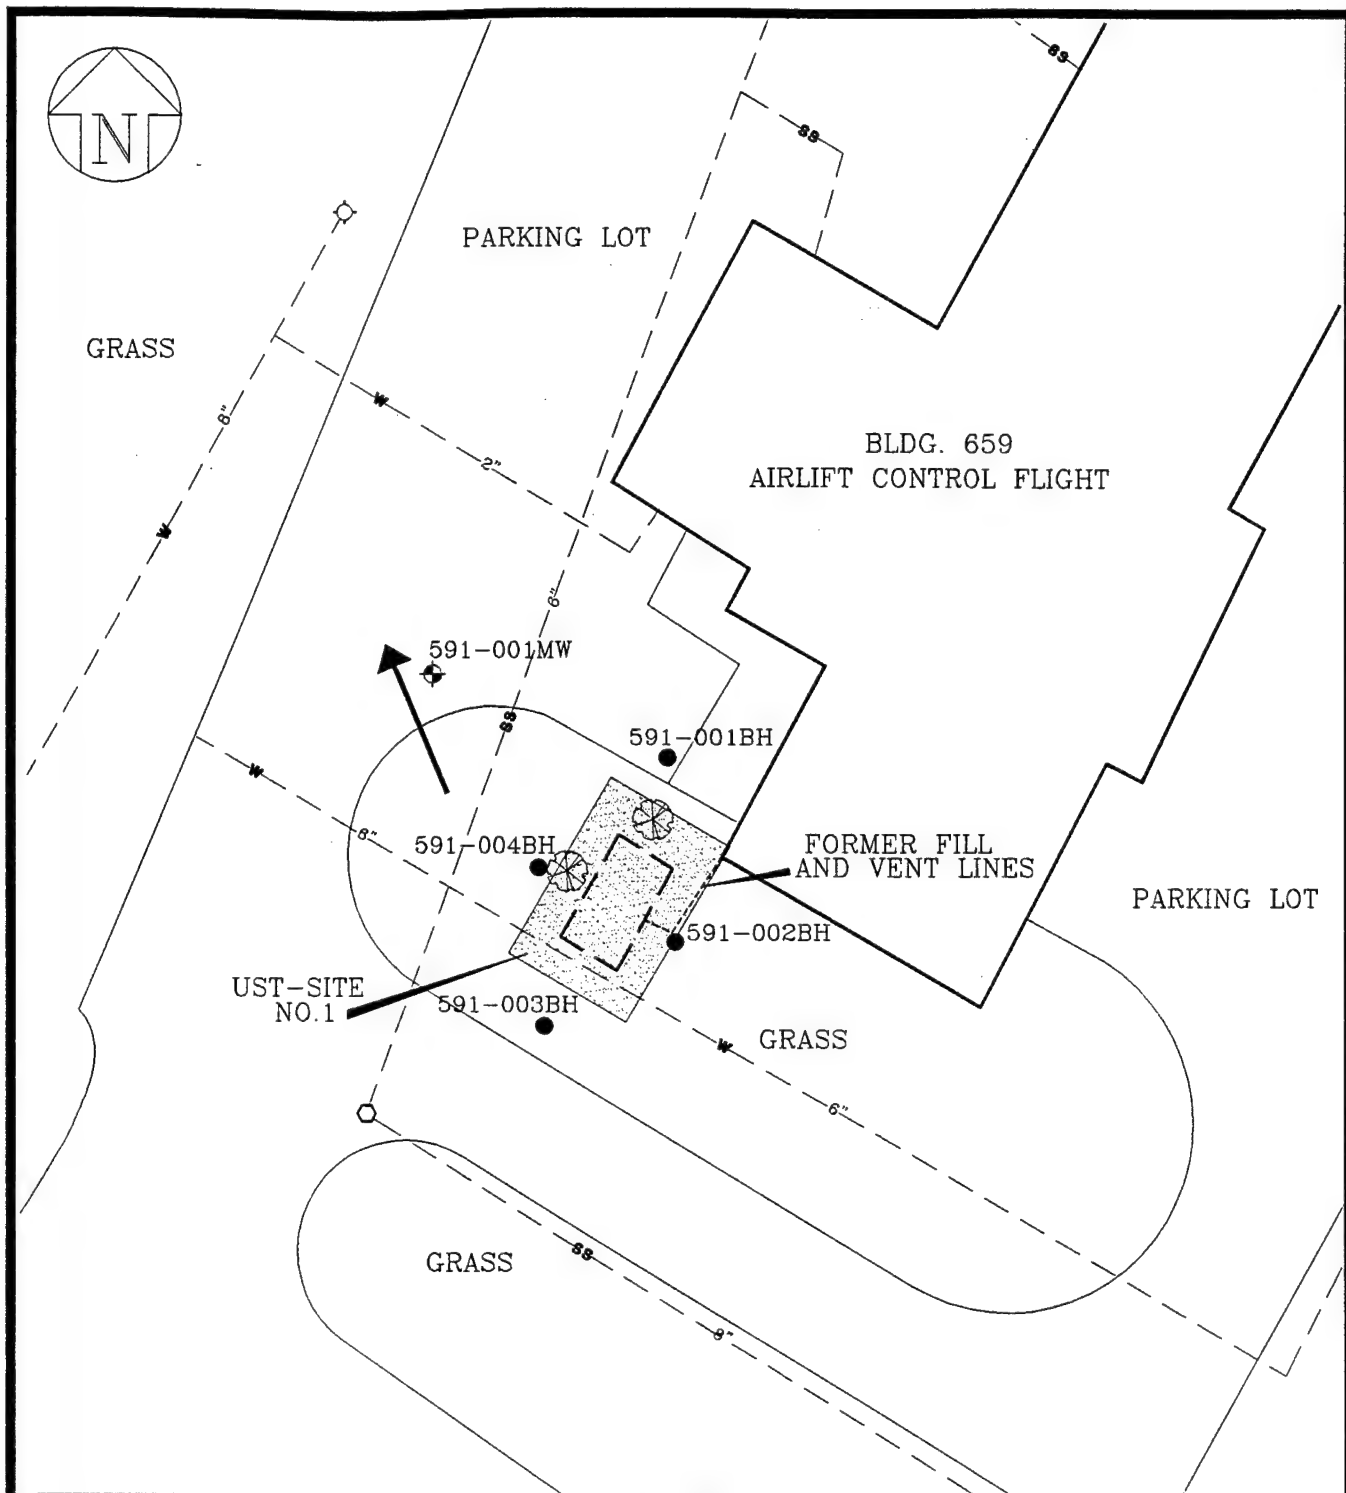 SS
SS
N
PARKING LOT
GRASS
8"
W
W
2"
BLDG. 659
AIRLIFT CONTROL FLIGHT
6"
591-001MW
SS
591-001BH
W
6"
591-004BH
FORMER FILL
AND VENT LINES
PARKING LOT
591-002BH
UST-SITE
NO.1
591-003BH
W
GRASS
6"
SS
GRASS